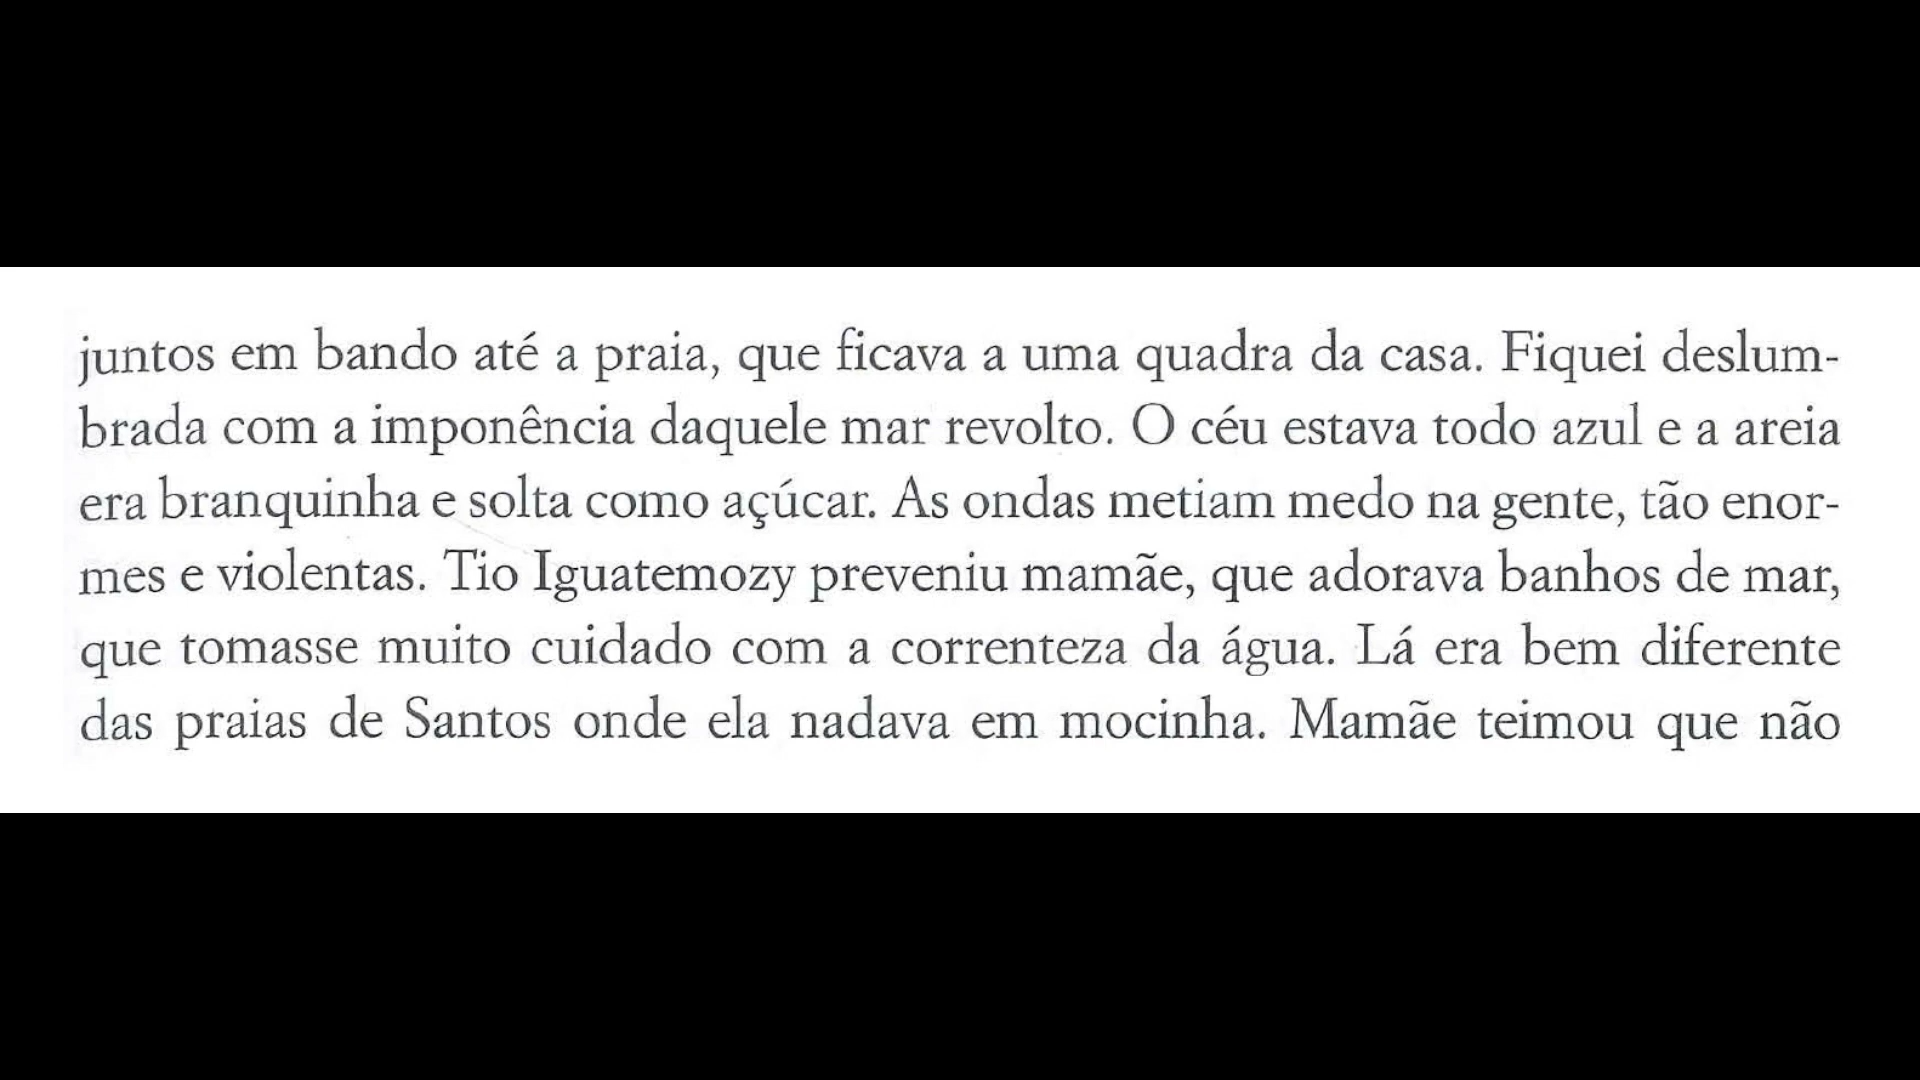 juntos em bando até a praia, que ficava a uma quadra da casa. Fiquei deslum-
brada com a imponência daquele mar revolto. O céu estava todo azul e a areia
era branquinha e solta como açúcar. As ondas metiam medo na gente, tão enor-
mes e violentas. Tio Iguatemozy preveniu mamãe, que adorava banhos de mar,
que tomasse muito cuidado com a correnteza da água. Lá era bem diferente
das praias de Santos onde ela nadava em mocinha. Mamãe teimou que não